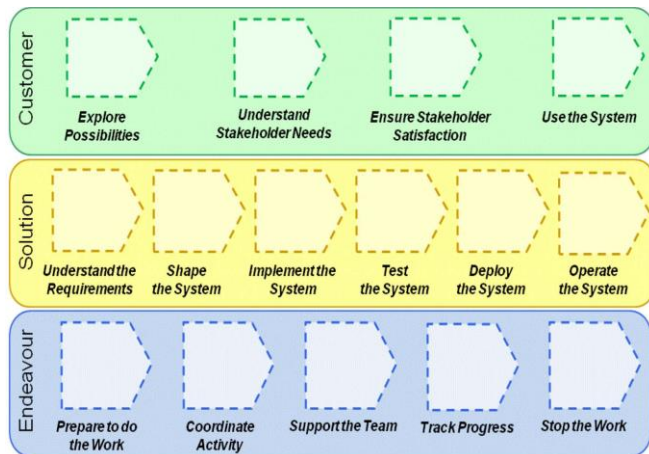 Customer
Explore
Possibilities
Understand
Stakeholder Needs
Ensure Stakeholder
Satisfaction
Use the System
Solution
Understand the
Requirements
Shape
the System
Implement the
System
Test
the System
Deploy
the System
Operate
the System
Endeavour
Prepare to do
the Work
Coordinate
Activity
Support the Team
Track Progress
Stop the Work